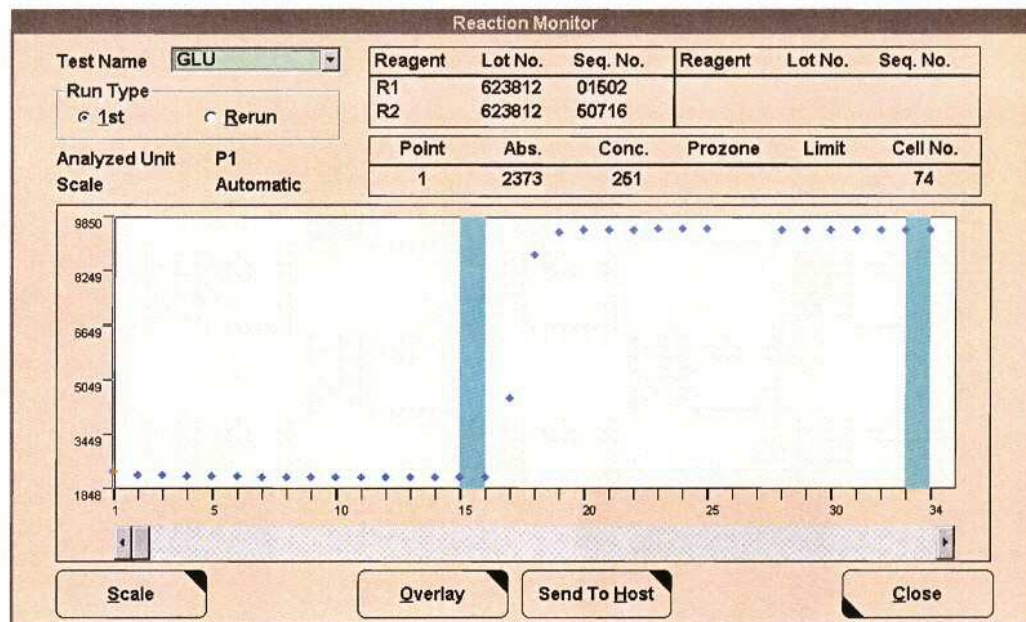 Reaction Monitor
Test Name GLU
Run Type
1st Rerun
Analyzed Unit P1
Scale Automatic
Reagent Lot No. Seq. No. Reagent Lot No. Seq. No.
R1 623812 01502
R2 623812 50716
Point Abs. Conc. Prozone Limit Cell No.
1 2373 251 74
9850
8249
6649
5049
3449
1848
1 5 10 15 20 25 30 34
Scale Overlay Send To Host Close